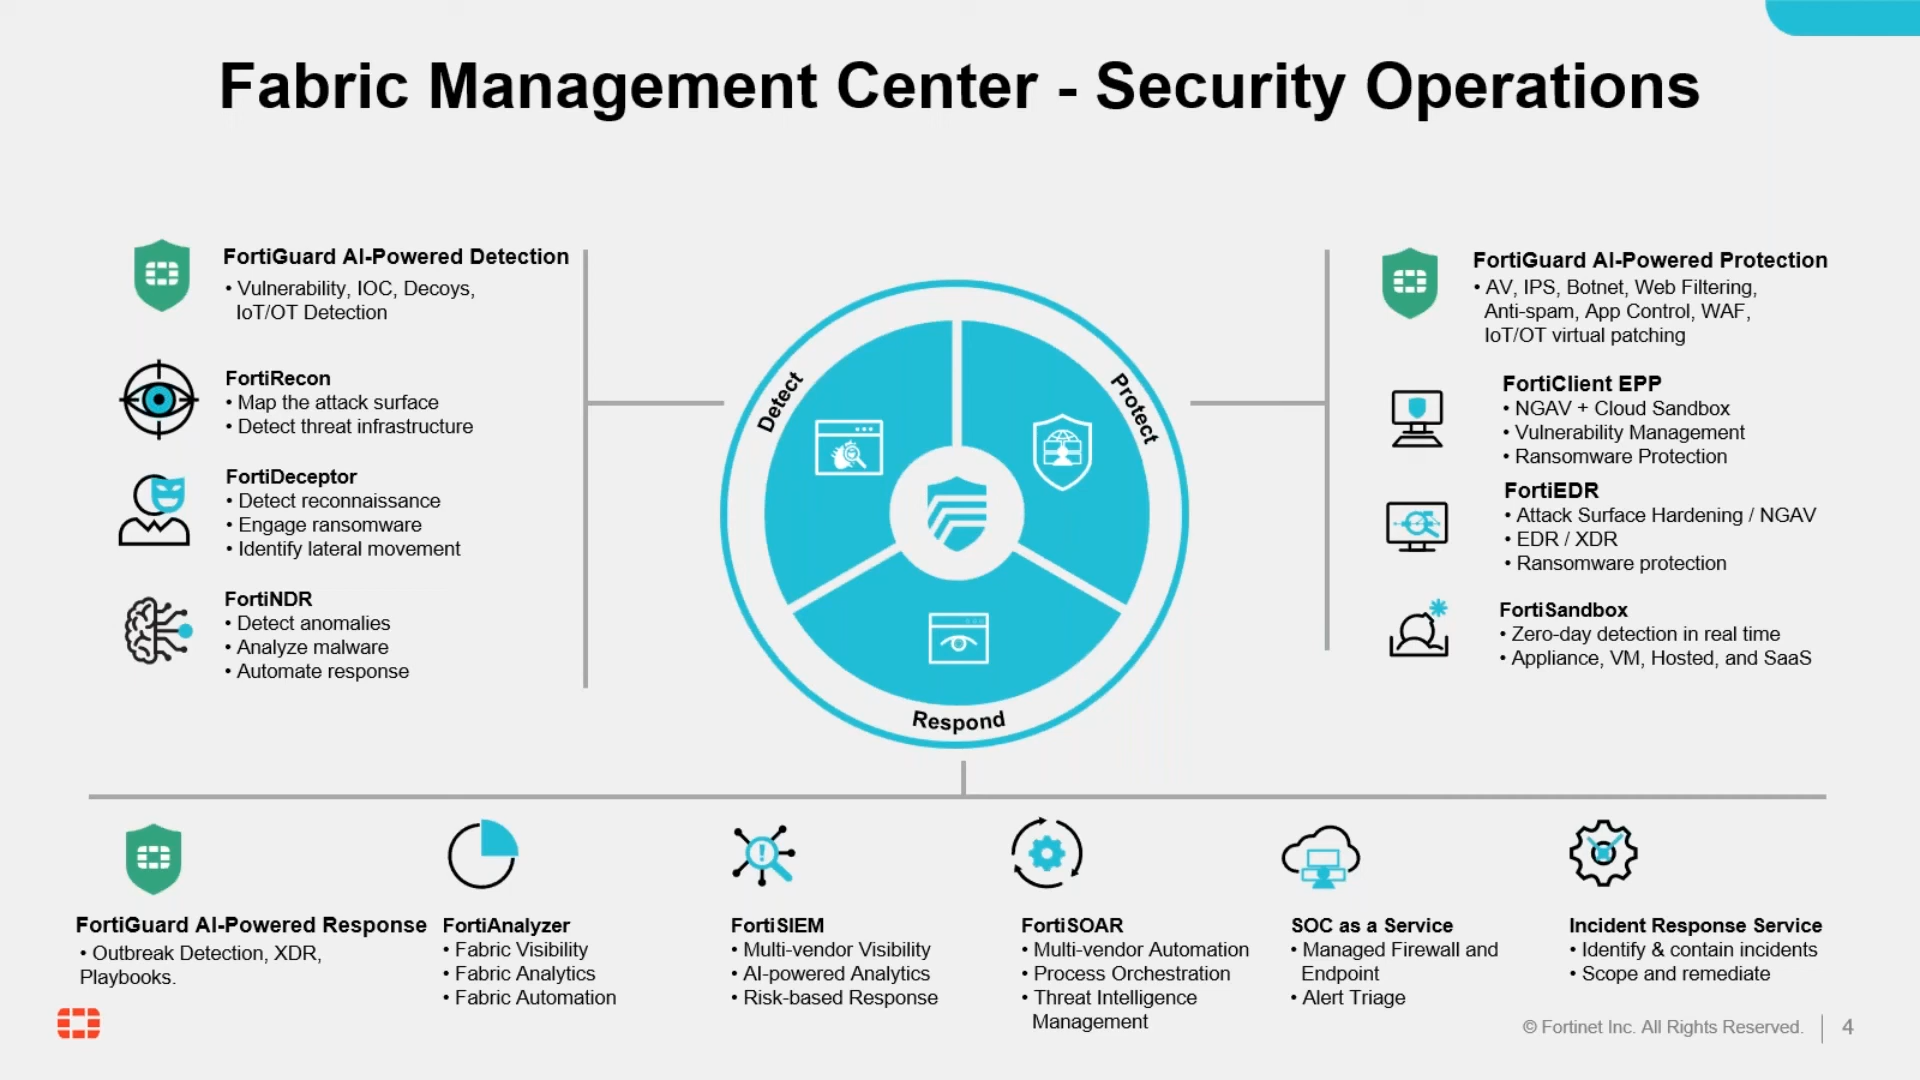 Fabric Management Center - Security Operations
FortiGuard AI-Powered Detection
• Vulnerability, IOC, Decoys,
IoT/OT Detection
FortiRecon
• Map the attack surface
• Detect threat infrastructure
FortiDeceptor
• Detect reconnaissance
• Engage ransomware
• Identify lateral movement
FortiNDR
• Detect anomalies
• Analyze malware
• Automate response
Detect
Protect
Respond
FortiGuard AI-Powered Protection
• AV, IPS, Botnet, Web Filtering,
Anti-spam, App Control, WAF,
IoT/OT virtual patching
FortiClient EPP
• NGAV + Cloud Sandbox
• Vulnerability Management
• Ransomware Protection
FortiEDR
• Attack Surface Hardening / NGAV
• EDR / XDR
• Ransomware protection
FortiSandbox
• Zero-day detection in real time
• Appliance, VM, Hosted, and SaaS
FortiGuard AI-Powered Response
• Outbreak Detection, XDR,
Playbooks.
FortiAnalyzer
• Fabric Visibility
• Fabric Analytics
• Fabric Automation
FortiSIEM
• Multi-vendor Visibility
• AI-powered Analytics
• Risk-based Response
FortiSOAR
• Multi-vendor Automation
• Process Orchestration
• Threat Intelligence
Management
SOC as a Service
• Managed Firewall and
Endpoint
• Alert Triage
Incident Response Service
• Identify & contain incidents
• Scope and remediate
© Fortinet Inc. All Rights Reserved.
4